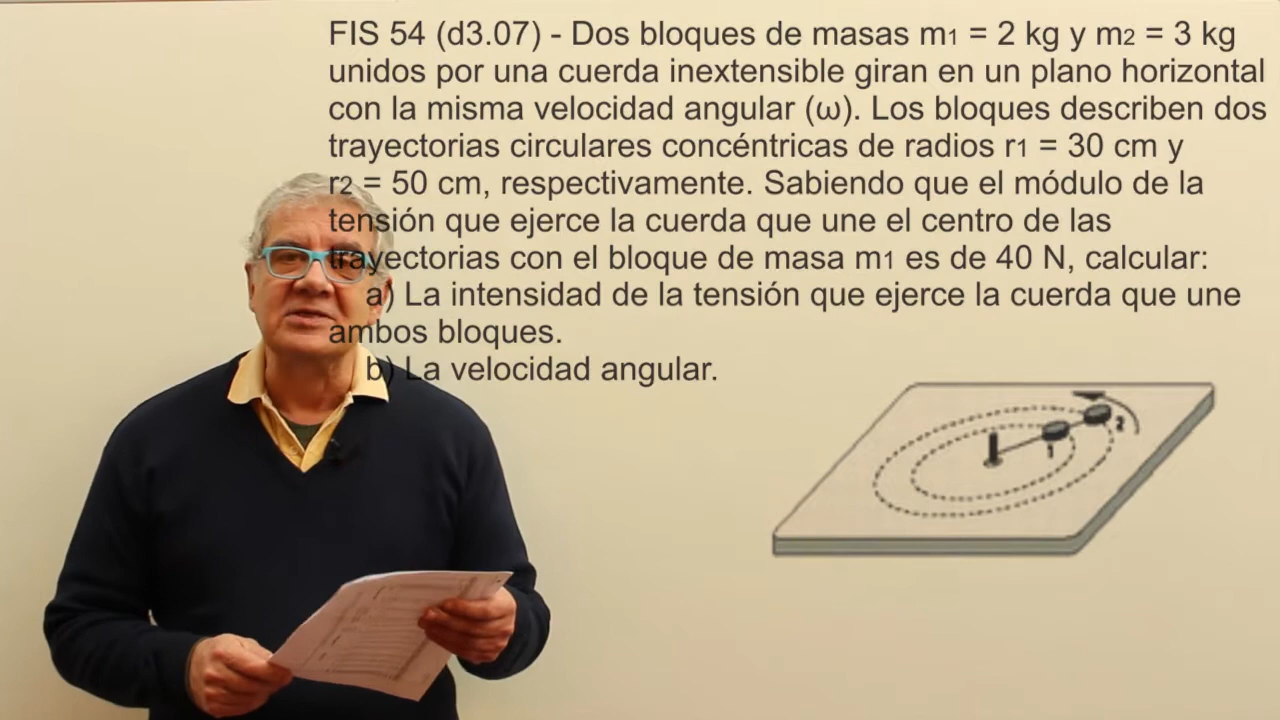 FIS 54 (d3.07) - Dos bloques de masas m1 = 2 kg y m2 = 3 kg
unidos por una cuerda inextensible giran en un plano horizontal
con la misma velocidad angular (ω). Los bloques describen dos
trayectorias circulares concéntricas de radios r1 = 30 cm y
r2 = 50 cm, respectivamente. Sabiendo que el módulo de la
tensión que ejerce la cuerda que une el centro de las
trayectorias con el bloque de masa m1 es de 40 N, calcular:
a) La intensidad de la tensión que ejerce la cuerda que une
ambos bloques.
b) La velocidad angular.
2
1